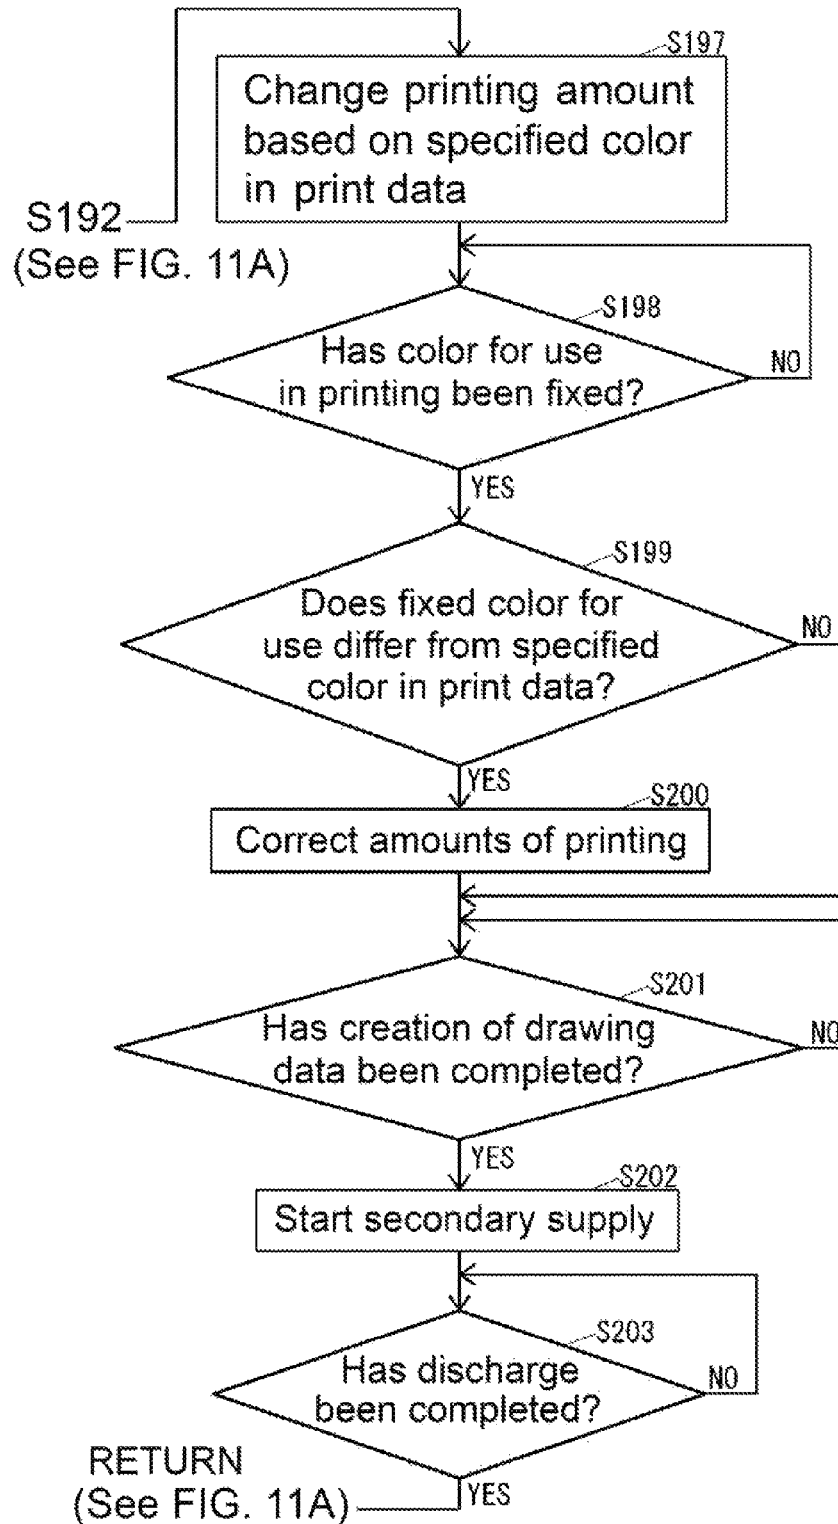 S197
Change printing amount
based on specified color
in print data
S192
(See FIG. 11A)
S198
Has color for use
in printing been fixed?
NO
YES
S199
Does fixed color for
use differ from specified
color in print data?
NO
YES
S200
Correct amounts of printing
S201
Has creation of drawing
data been completed?
NO
YES
S202
Start secondary supply
S203
Has discharge
been completed?
NO
RETURN
(See FIG. 11A)
YES